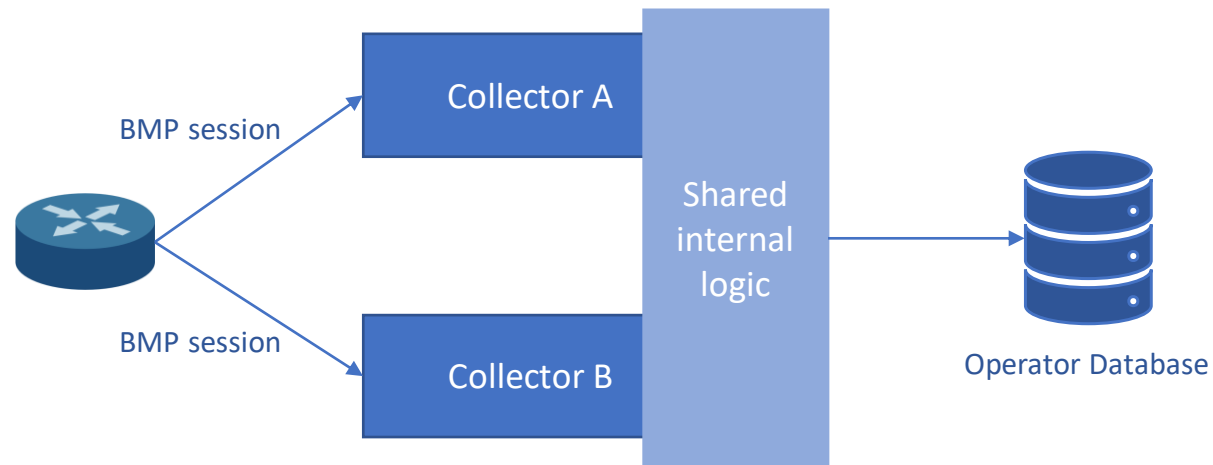 BMP session
Collector A
Shared
internal
logic
BMP session
Collector B
Operator Database